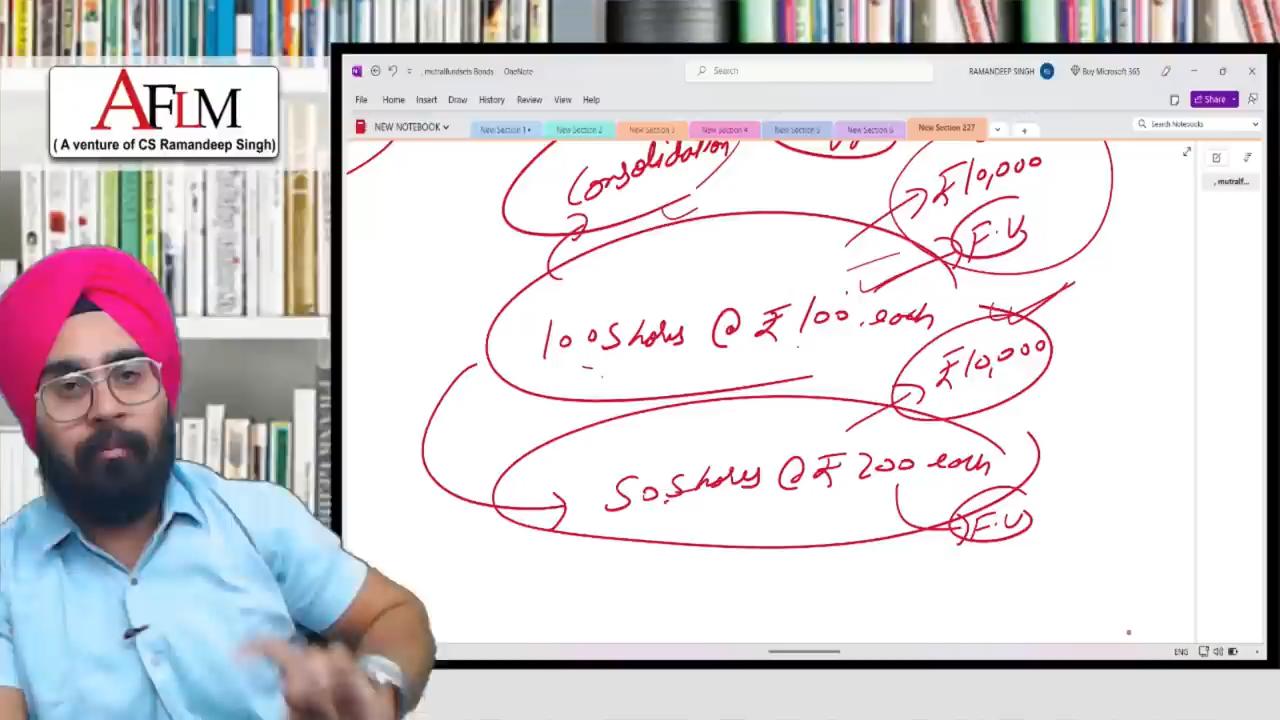 AFLM
( A venture of CS Ramandeep Singh)
, mutralfundsets Bonds - OneNote
Search
RAMANDEEP SINGH
Buy Microsoft 365
File Home Insert Draw History Review View Help
Share
NEW NOTEBOOK
New Section 1
New Section 2
New Section 3
New Section 4
New Section 5
New Section 6
New Section 227
Search Notebooks
, mutralf...
Consolidation
₹10,000
F.V
100 Shares @ ₹100 each
₹10,000
50 Shares @ ₹200 each
F.V
ENG